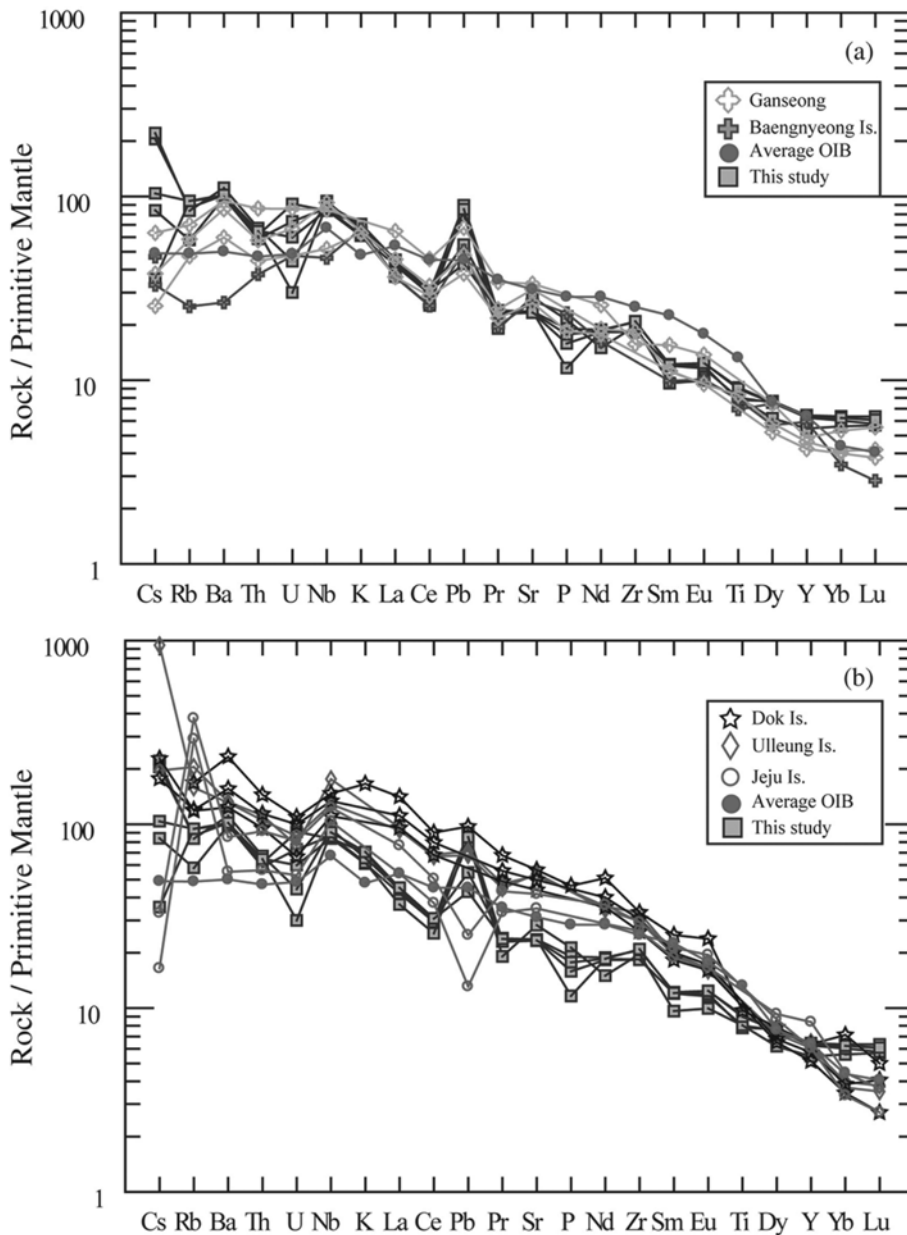 1000
(a)
Ganseong
Baengnyeong Is.
Average OIB
This study
100
10
1
Rock / Primitive Mantle
Cs Rb Ba Th U Nb K La Ce Pb Pr Sr P Nd Zr Sm Eu Ti Dy Y Yb Lu
1000
(b)
Dok Is.
Ulleung Is.
Jeju Is.
Average OIB
This study
100
10
1
Rock / Primitive Mantle
Cs Rb Ba Th U Nb K La Ce Pb Pr Sr P Nd Zr Sm Eu Ti Dy Y Yb Lu